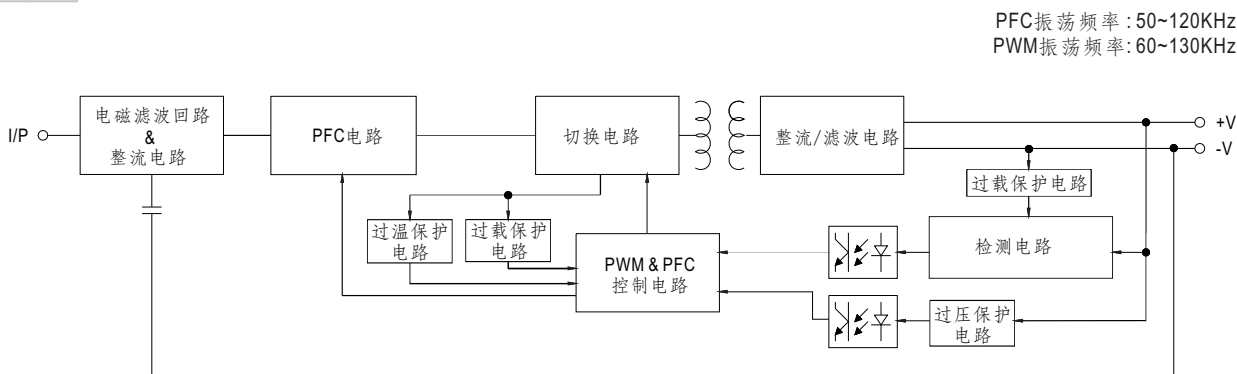 PFC振荡频率 : 50~120KHz
PWM振荡频率: 60~130KHz
I/P
电磁滤波回路
&
整流电路
PFC电路
切换电路
整流/滤波电路
+V
-V
过载保护电路
过温保护
电路
过载保护
电路
PWM & PFC
控制电路
检测电路
过压保护
电路